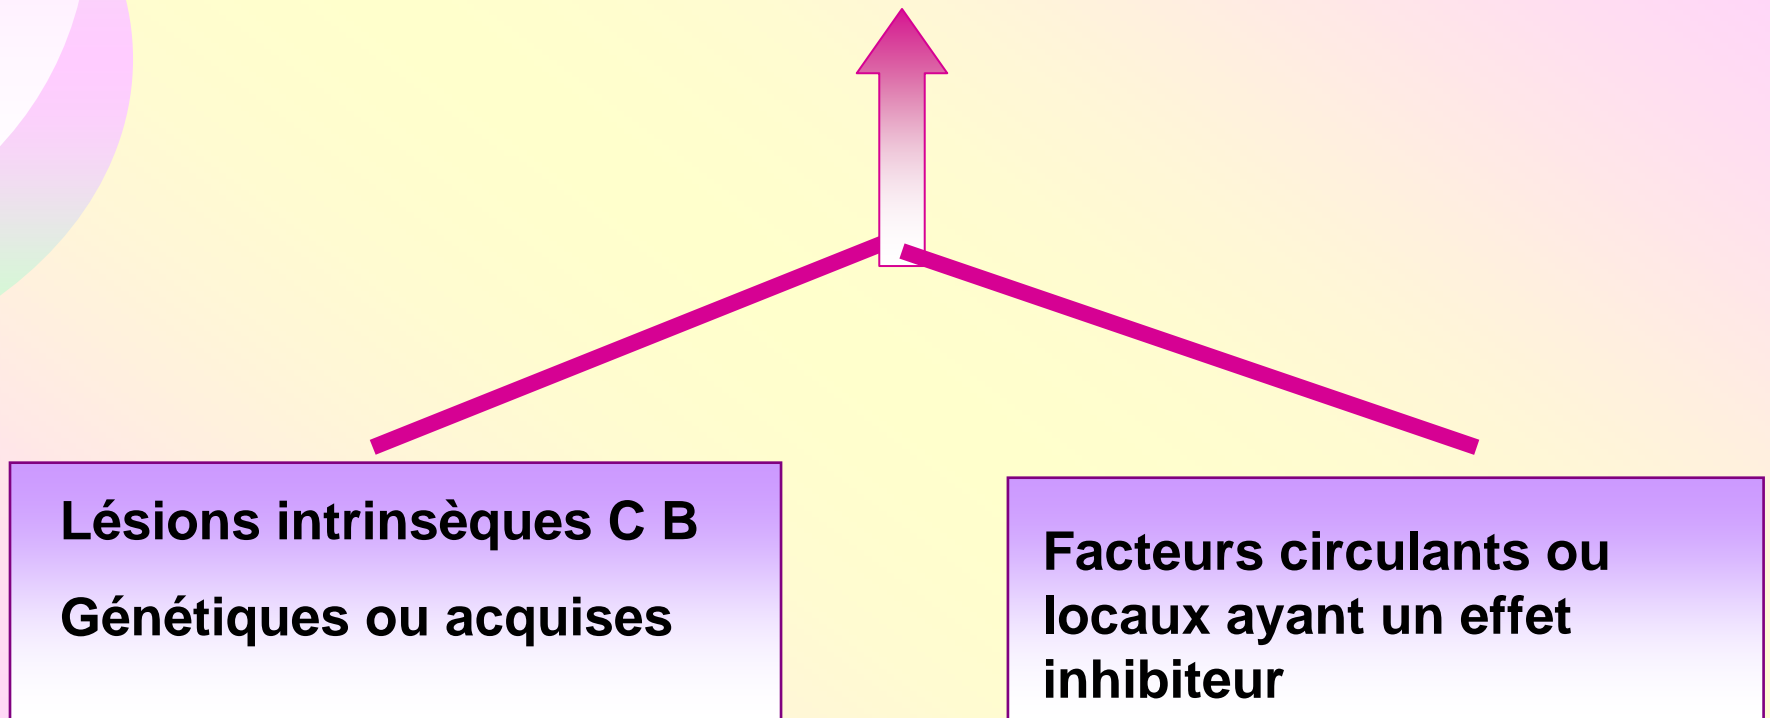 Lésions intrinsèques C B
Génétiques ou acquises
Facteurs circulants ou
locaux ayant un effet
inhibiteur